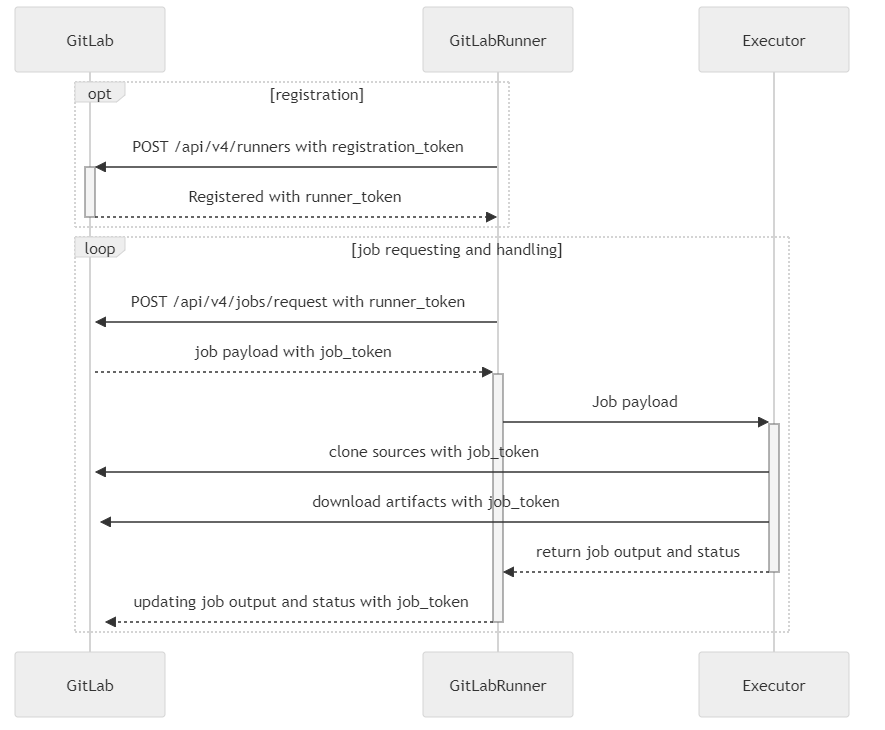 GitLab
GitLabRunner
Executor
opt
[registration]
POST /api/v4/runners with registration_token
Registered with runner_token
loop
[job requesting and handling]
POST /api/v4/jobs/request with runner_token
job payload with job_token
Job payload
clone sources with job_token
download artifacts with job_token
return job output and status
updating job output and status with job_token
GitLab
GitLabRunner
Executor